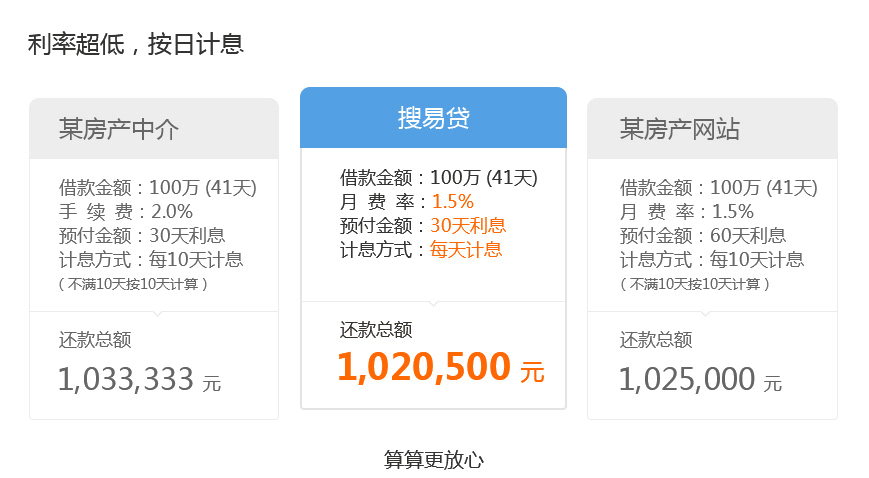 利率超低，按日计息
某房产中介
借款金额：100万 (41天)
手 续 费：2.0%
预付金额：30天利息
计息方式：每10天计息
（不满10天按10天计算）
还款总额
1,033,333 元
搜易贷
借款金额：100万 (41天)
月 费 率：1.5%
预付金额：30天利息
计息方式：每天计息
还款总额
1,020,500 元
某房产网站
借款金额：100万 (41天)
月 费 率：1.5%
预付金额：60天利息
计息方式：每10天计息
（不满10天按10天计算）
还款总额
1,025,000 元
算算更放心